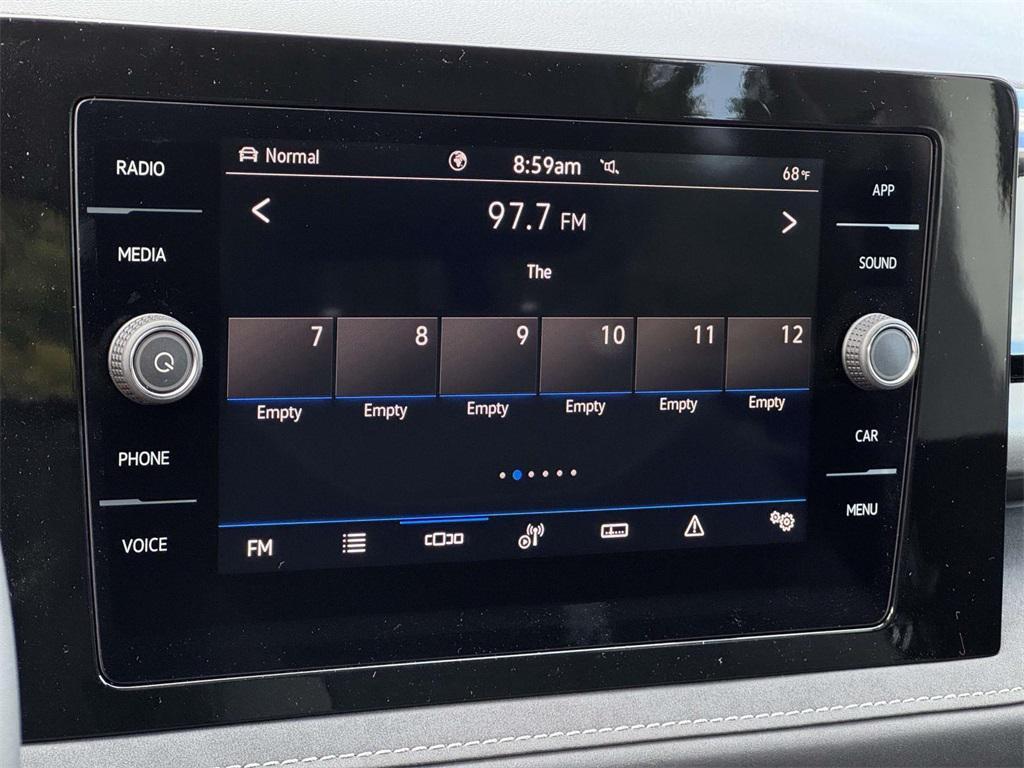 RADIO
MEDIA
PHONE
VOICE
Normal
8:59am
68°F
97.7 FM
The
7 8 9 10 11 12
Empty Empty Empty Empty Empty Empty
FM
APP
SOUND
CAR
MENU